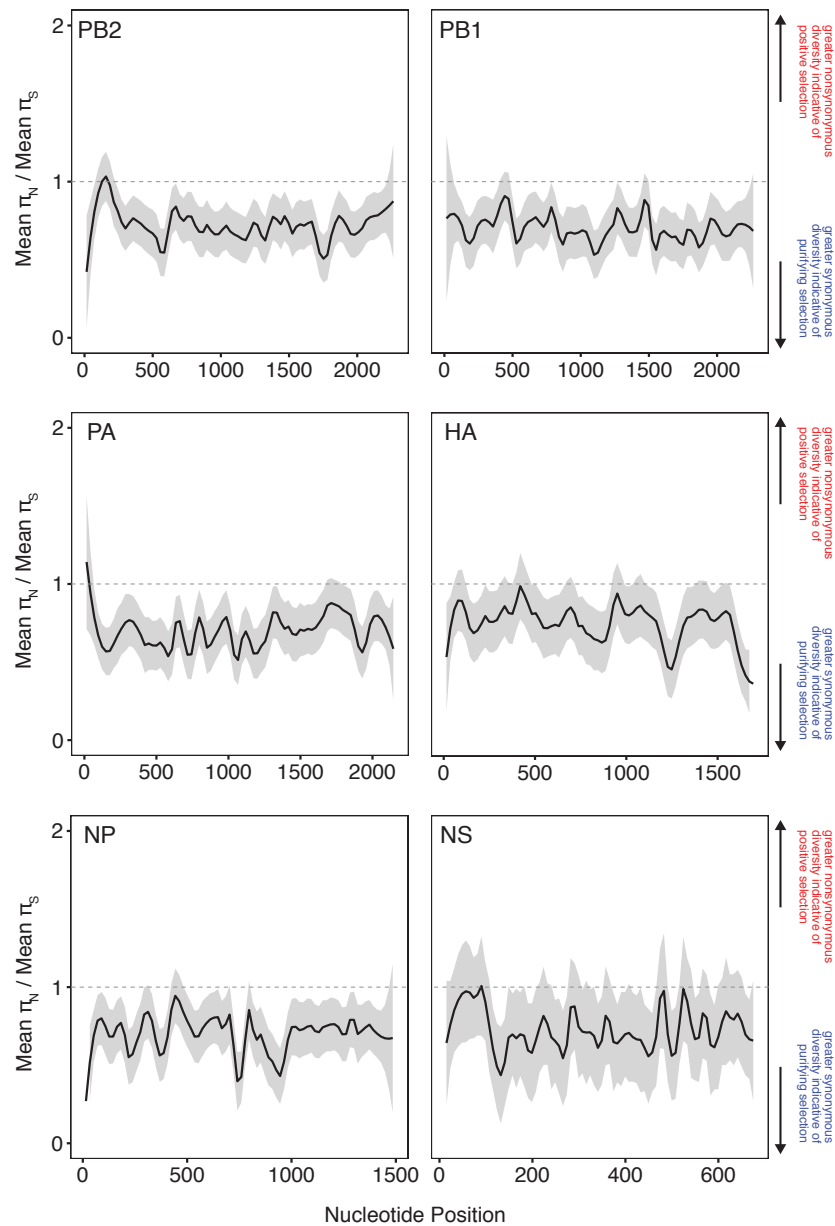 PB2
PB1
2
1
0
Mean πN / Mean πS
0 500 1000 1500 2000
0 500 1000 1500 2000
greater nonsynonymous
diversity indicative of
positive selection
greater synonymous
diversity indicative of
purifying selection
PA
HA
2
1
0
Mean πN / Mean πS
0 500 1000 1500 2000
0 500 1000 1500
greater nonsynonymous
diversity indicative of
positive selection
greater synonymous
diversity indicative of
purifying selection
NP
NS
2
1
0
Mean πN / Mean πS
0 500 1000 1500
0 200 400 600
greater nonsynonymous
diversity indicative of
positive selection
greater synonymous
diversity indicative of
purifying selection
Nucleotide Position